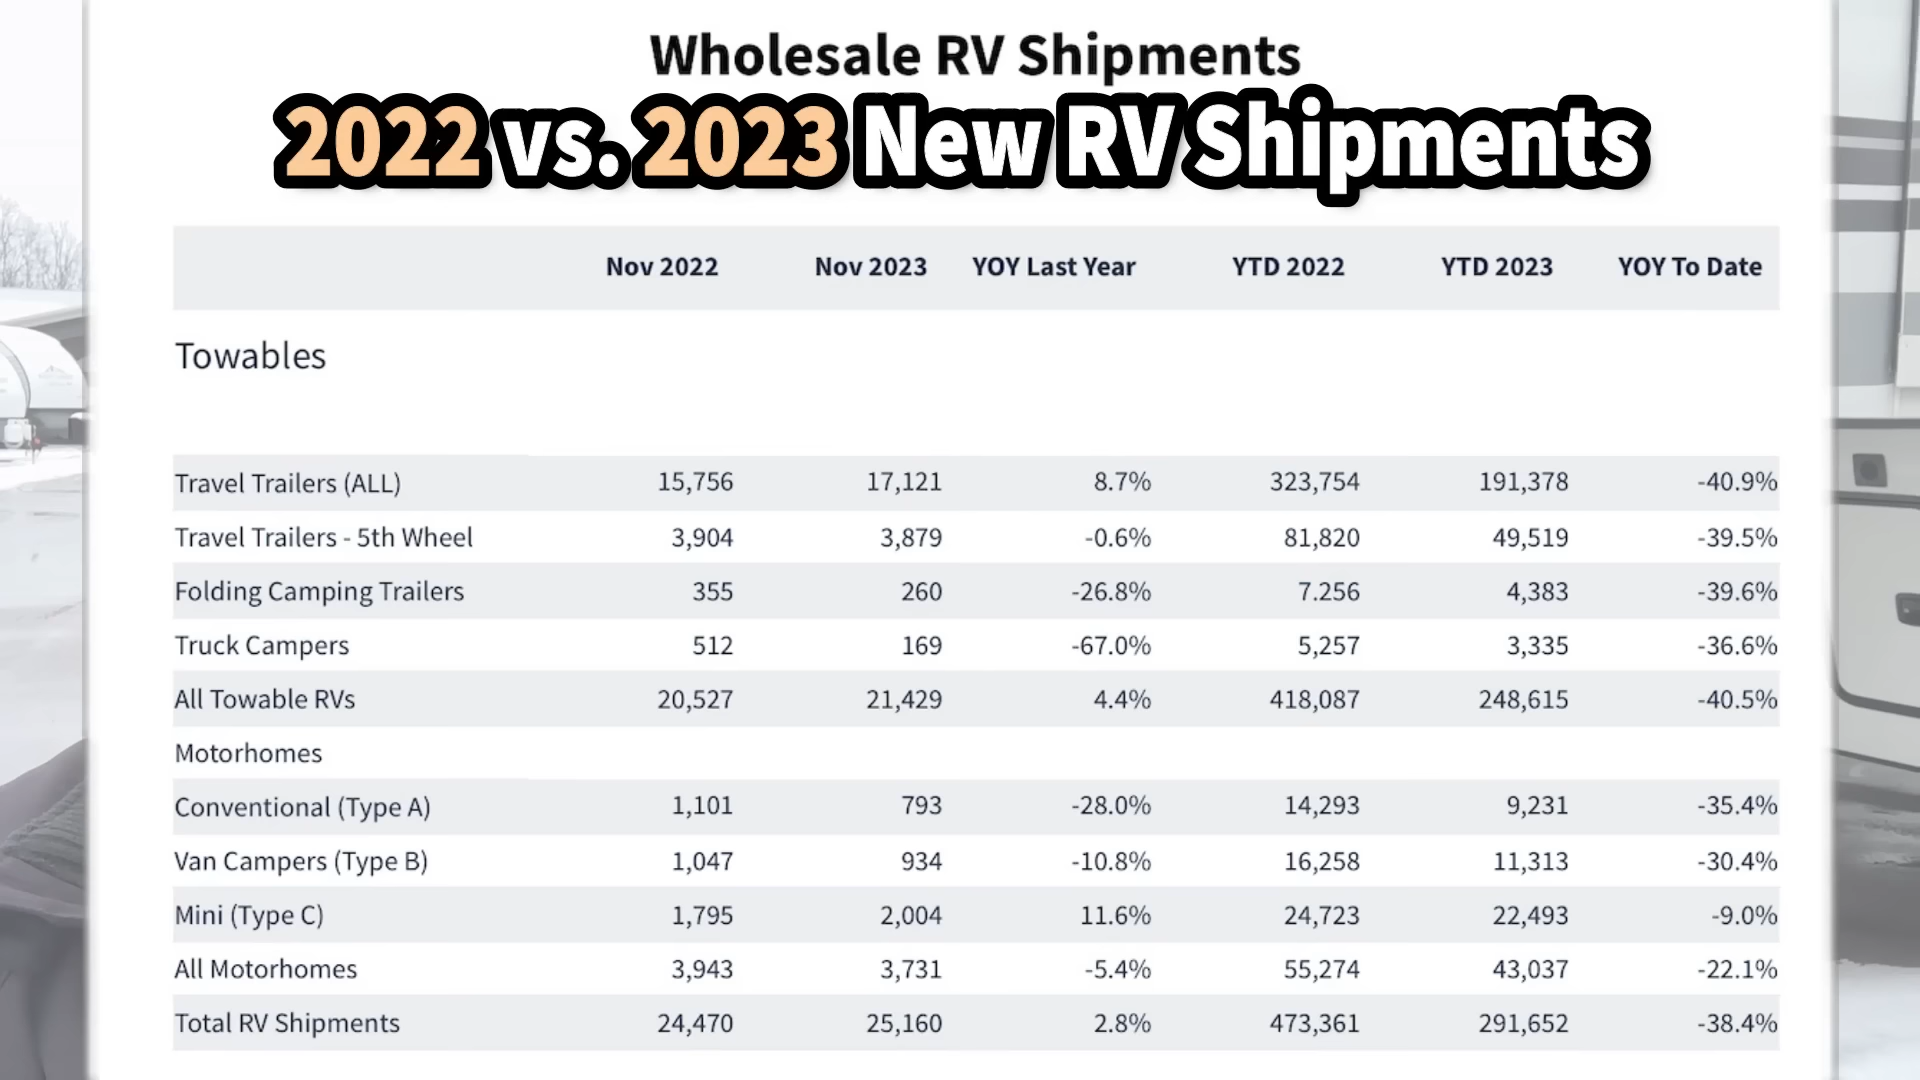 Wholesale RV Shipments
2022 vs. 2023 New RV Shipments
Nov 2022 Nov 2023 YOY Last Year YTD 2022 YTD 2023 YOY To Date
Towables
Travel Trailers (ALL) 15,756 17,121 8.7% 323,754 191,378 -40.9%
Travel Trailers - 5th Wheel 3,904 3,879 -0.6% 81,820 49,519 -39.5%
Folding Camping Trailers 355 260 -26.8% 7.256 4,383 -39.6%
Truck Campers 512 169 -67.0% 5,257 3,335 -36.6%
All Towable RVs 20,527 21,429 4.4% 418,087 248,615 -40.5%
Motorhomes
Conventional (Type A) 1,101 793 -28.0% 14,293 9,231 -35.4%
Van Campers (Type B) 1,047 934 -10.8% 16,258 11,313 -30.4%
Mini (Type C) 1,795 2,004 11.6% 24,723 22,493 -9.0%
All Motorhomes 3,943 3,731 -5.4% 55,274 43,037 -22.1%
Total RV Shipments 24,470 25,160 2.8% 473,361 291,652 -38.4%